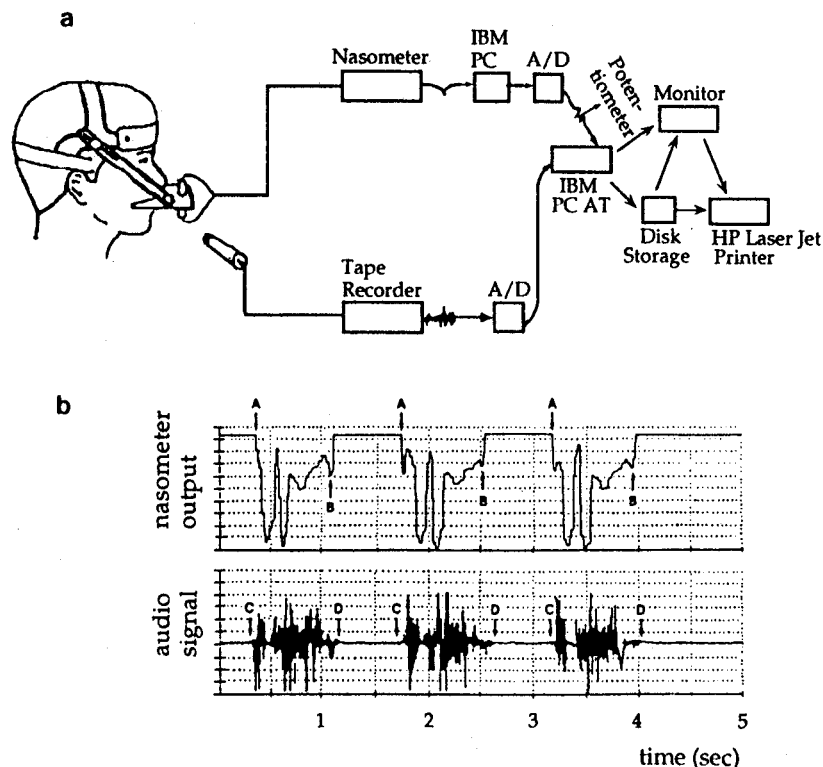 a
Nasometer
IBM
PC
A/D
Poten-
tiometer
Monitor
IBM
PC AT
Disk
Storage
HP Laser Jet
Printer
Tape
Recorder
A/D
b
nasometer
output
A
A
A
B
B
B
audio
signal
C
D
C
D
C
D
1
2
3
4
5
time (sec)